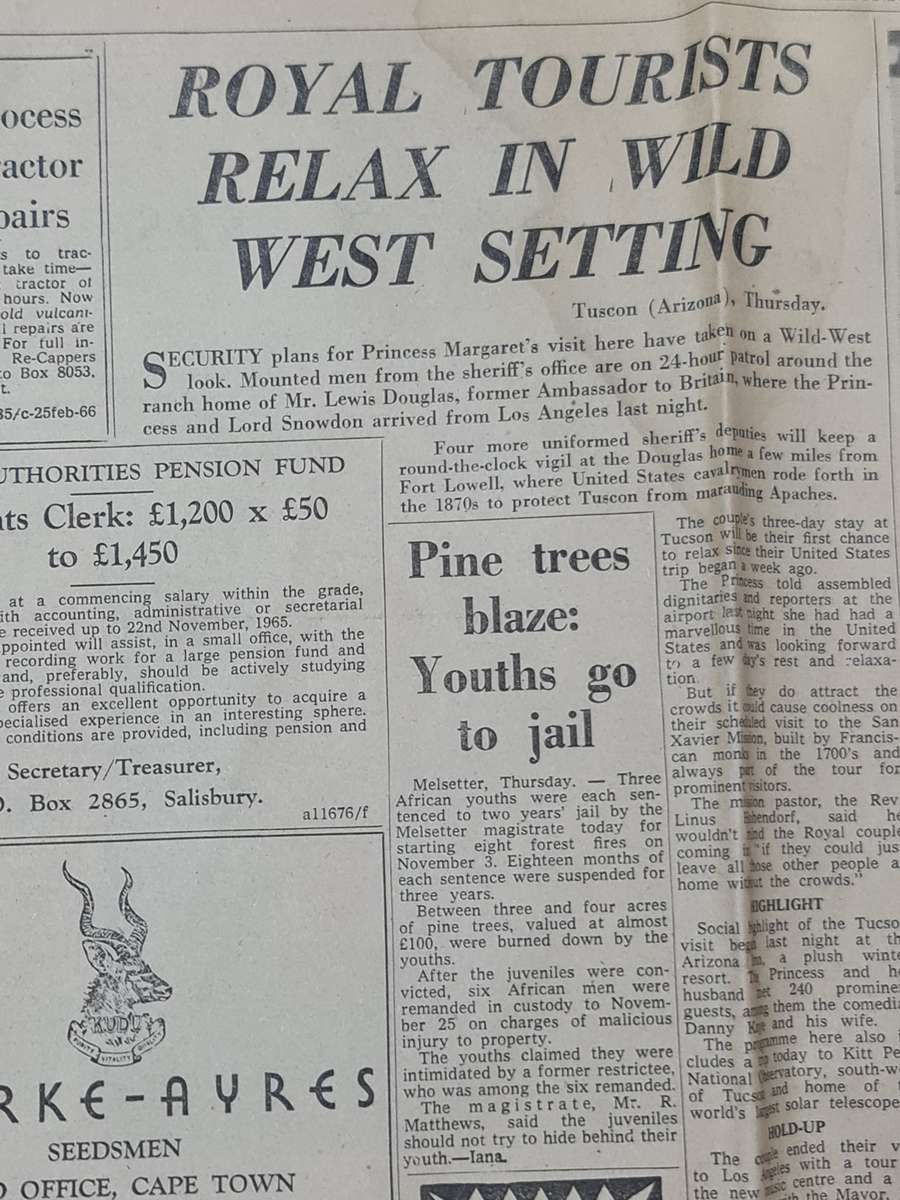 ocess
actor
pairs
s to trac-
take time—
tractor of
hours. Now
old vulcani-
l repairs are
For full in-
Re-Cappers
to Box 8053,
t.
35/c-25feb-66
ROYAL TOURISTS
RELAX IN WILD
WEST SETTING
Tuscon (Arizona), Thursday.
SECURITY plans for Princess Margaret's visit here have taken on a Wild-West
look. Mounted men from the sheriff's office are on 24-hour patrol around the
ranch home of Mr. Lewis Douglas, former Ambassador to Britain, where the Prin-
cess and Lord Snowdon arrived from Los Angeles last night.
Four more uniformed sheriff's deputies will keep a
round-the-clock vigil at the Douglas home a few miles from
Fort Lowell, where United States cavalrymen rode forth in
the 1870s to protect Tuscon from marauding Apaches.
The couple's three-day stay at
Tucson will be their first chance
to relax since their United States
trip began a week ago.
The Princess told assembled
dignitaries and reporters at the
airport last night she had had a
marvellous time in the United
States and was looking forward
to a few day's rest and relaxa-
tion.
But if they do attract the
crowds it could cause coolness on
their scheduled visit to the San
Xavier Mission, built by Francis-
can monks in the 1700's and
always part of the tour for
prominent visitors.
The mission pastor, the Rev
Linus said he
wouldn't mind the Royal couple
coming in "if they could jus
leave all those other people a
home without the crowds."
HIGHLIGHT
Social highlight of the Tucso
visit began last night at th
Arizona Inn, a plush winte
resort. The Princess and he
husband met 240 promine
guests, among them the comedia
Danny Kaye and his wife.
The programme here also i
cludes a trip today to Kitt Pe
National Observatory, south-w
of Tucson and home of t
world's largest solar telescope
HOLD-UP
The couple ended their v
to Los Angeles with a tour
the new music centre and a
the Mayor,
UTHORITIES PENSION FUND
ts Clerk: £1,200 x £50
to £1,450
at a commencing salary within the grade,
ith accounting, administrative or secretarial
e received up to 22nd November, 1965.
ppointed will assist, in a small office, with the
recording work for a large pension fund and
and, preferably, should be actively studying
e professional qualification.
offers an excellent opportunity to acquire a
pecialised experience in an interesting sphere.
conditions are provided, including pension and
Secretary/Treasurer,
O. Box 2865, Salisbury.
a11676/f
KUDU
PURITY VITALITY QUALITY
RKE-AYRES
SEEDSMEN
D OFFICE, CAPE TOWN
Pine trees
blaze:
Youths go
to jail
Melsetter, Thursday. — Three
African youths were each sen-
tenced to two years' jail by the
Melsetter magistrate today for
starting eight forest fires on
November 3. Eighteen months of
each sentence were suspended for
three years.
Between three and four acres
of pine trees, valued at almost
£100, were burned down by the
youths.
After the juveniles were con-
victed, six African men were
remanded in custody to Novem-
ber 25 on charges of malicious
injury to property.
The youths claimed they were
intimidated by a former restrictee,
who was among the six remanded.
The magistrate, Mr. R.
Matthews, said the juveniles
should not try to hide behind their
youth.—Iana.